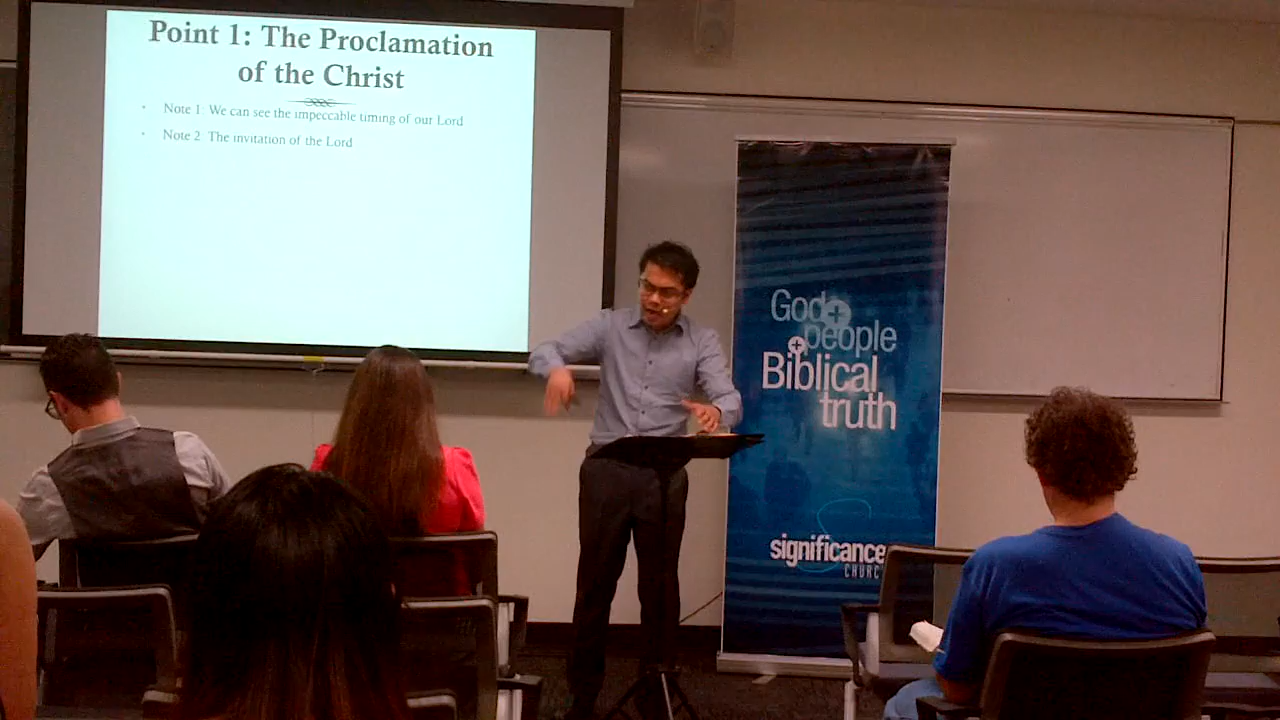 Point 1: The Proclamation
of the Christ
Note 1: We can see the impeccable timing of our Lord
Note 2: The invitation of the Lord
God+
people
+
Biblical
truth
significance
CHURC